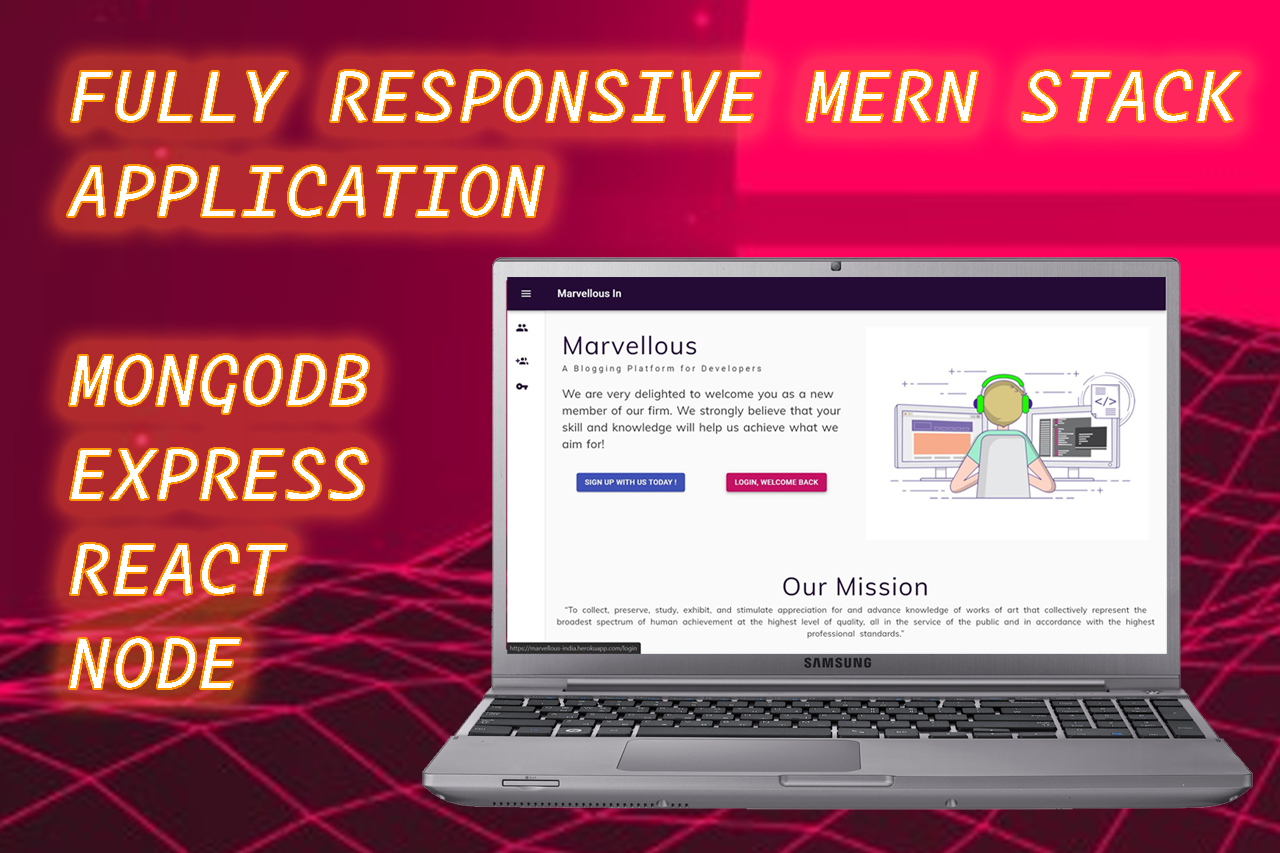 FULLY RESPONSIVE MERN STACK
APPLICATION
MONGODB
EXPRESS
REACT
NODE
Marvellous In
Marvellous
A Blogging Platform for Developers
We are very delighted to welcome you as a new
member of our firm. We strongly believe that your
skill and knowledge will help us achieve what we
aim for!
SIGN UP WITH US TODAY !
LOGIN, WELCOME BACK
</>
Our Mission
"To collect, preserve, study, exhibit, and stimulate appreciation for and advance knowledge of works of art that collectively represent the
broadest spectrum of human achievement at the highest level of quality, all in the service of the public and in accordance with the highest
professional standards."
https://marvellous-india.herokuapp.com/login
SAMSUNG